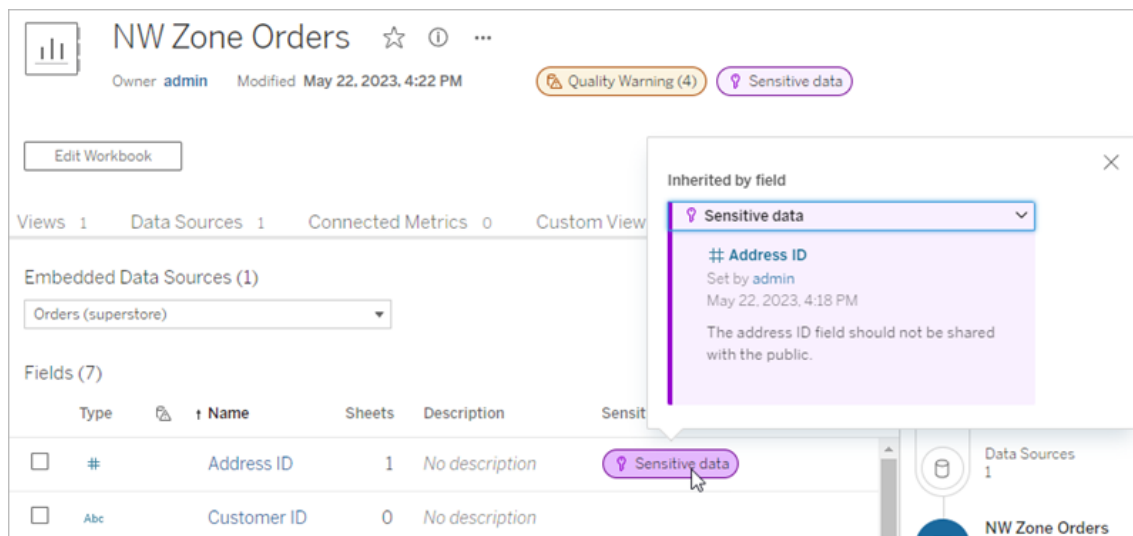 NW Zone Orders
Owner admin Modified May 22, 2023, 4:22 PM
Quality Warning (4)
Sensitive data
Edit Workbook
Views 1 Data Sources 1 Connected Metrics 0 Custom View
Embedded Data Sources (1)
Orders (superstore)
Fields (7)
Type Name Sheets Description Sensit
# Address ID 1 No description Sensitive data
Abc Customer ID 0 No description
Inherited by field
Sensitive data
# Address ID
Set by admin
May 22, 2023, 4:18 PM
The address ID field should not be shared
with the public.
Data Sources
1
NW Zone Orders